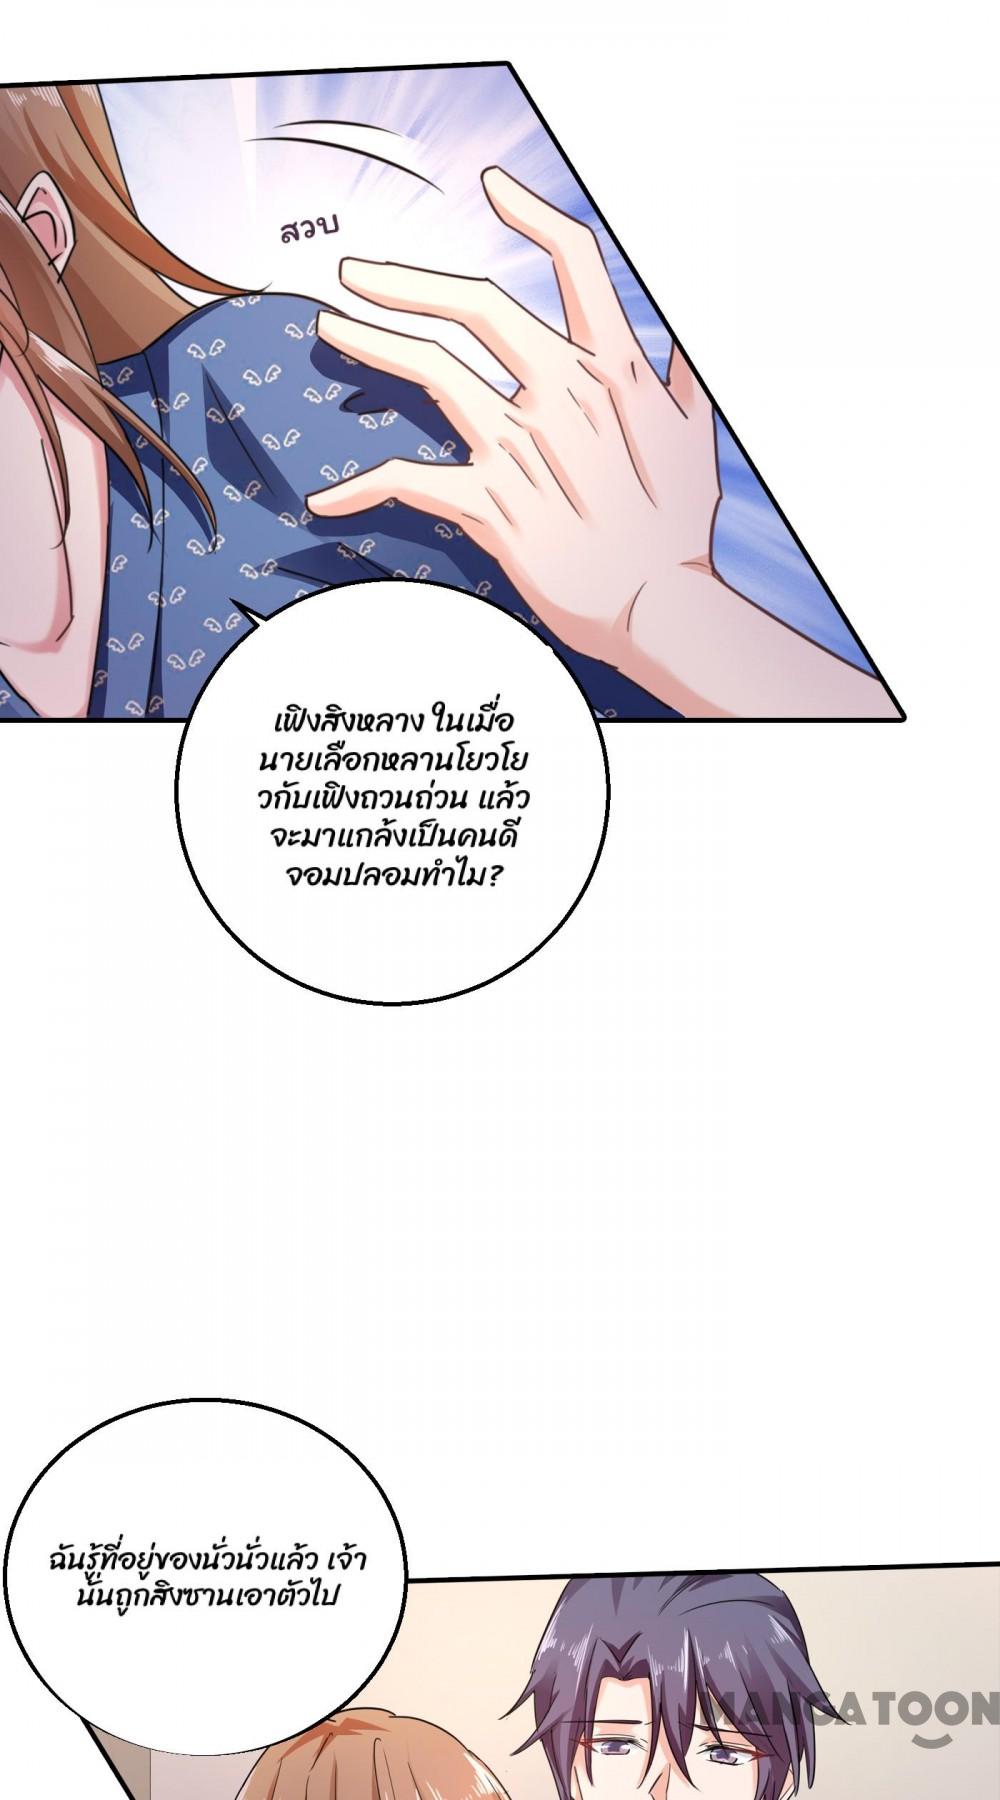 สวบ
เฟิงสิงหลาง ในเมื่อ
นายเลือกหลานโยวโย
วกับเฟิงถวนถ่วน แล้ว
จะมาแกล้งเป็นคนดี
จอมปลอมทำไม?
ฉันรู้ที่อยู่ของนั่วนั่วแล้ว เจ้า
นั่นถูกสิงซานเอาตัวไป
MANGATOON